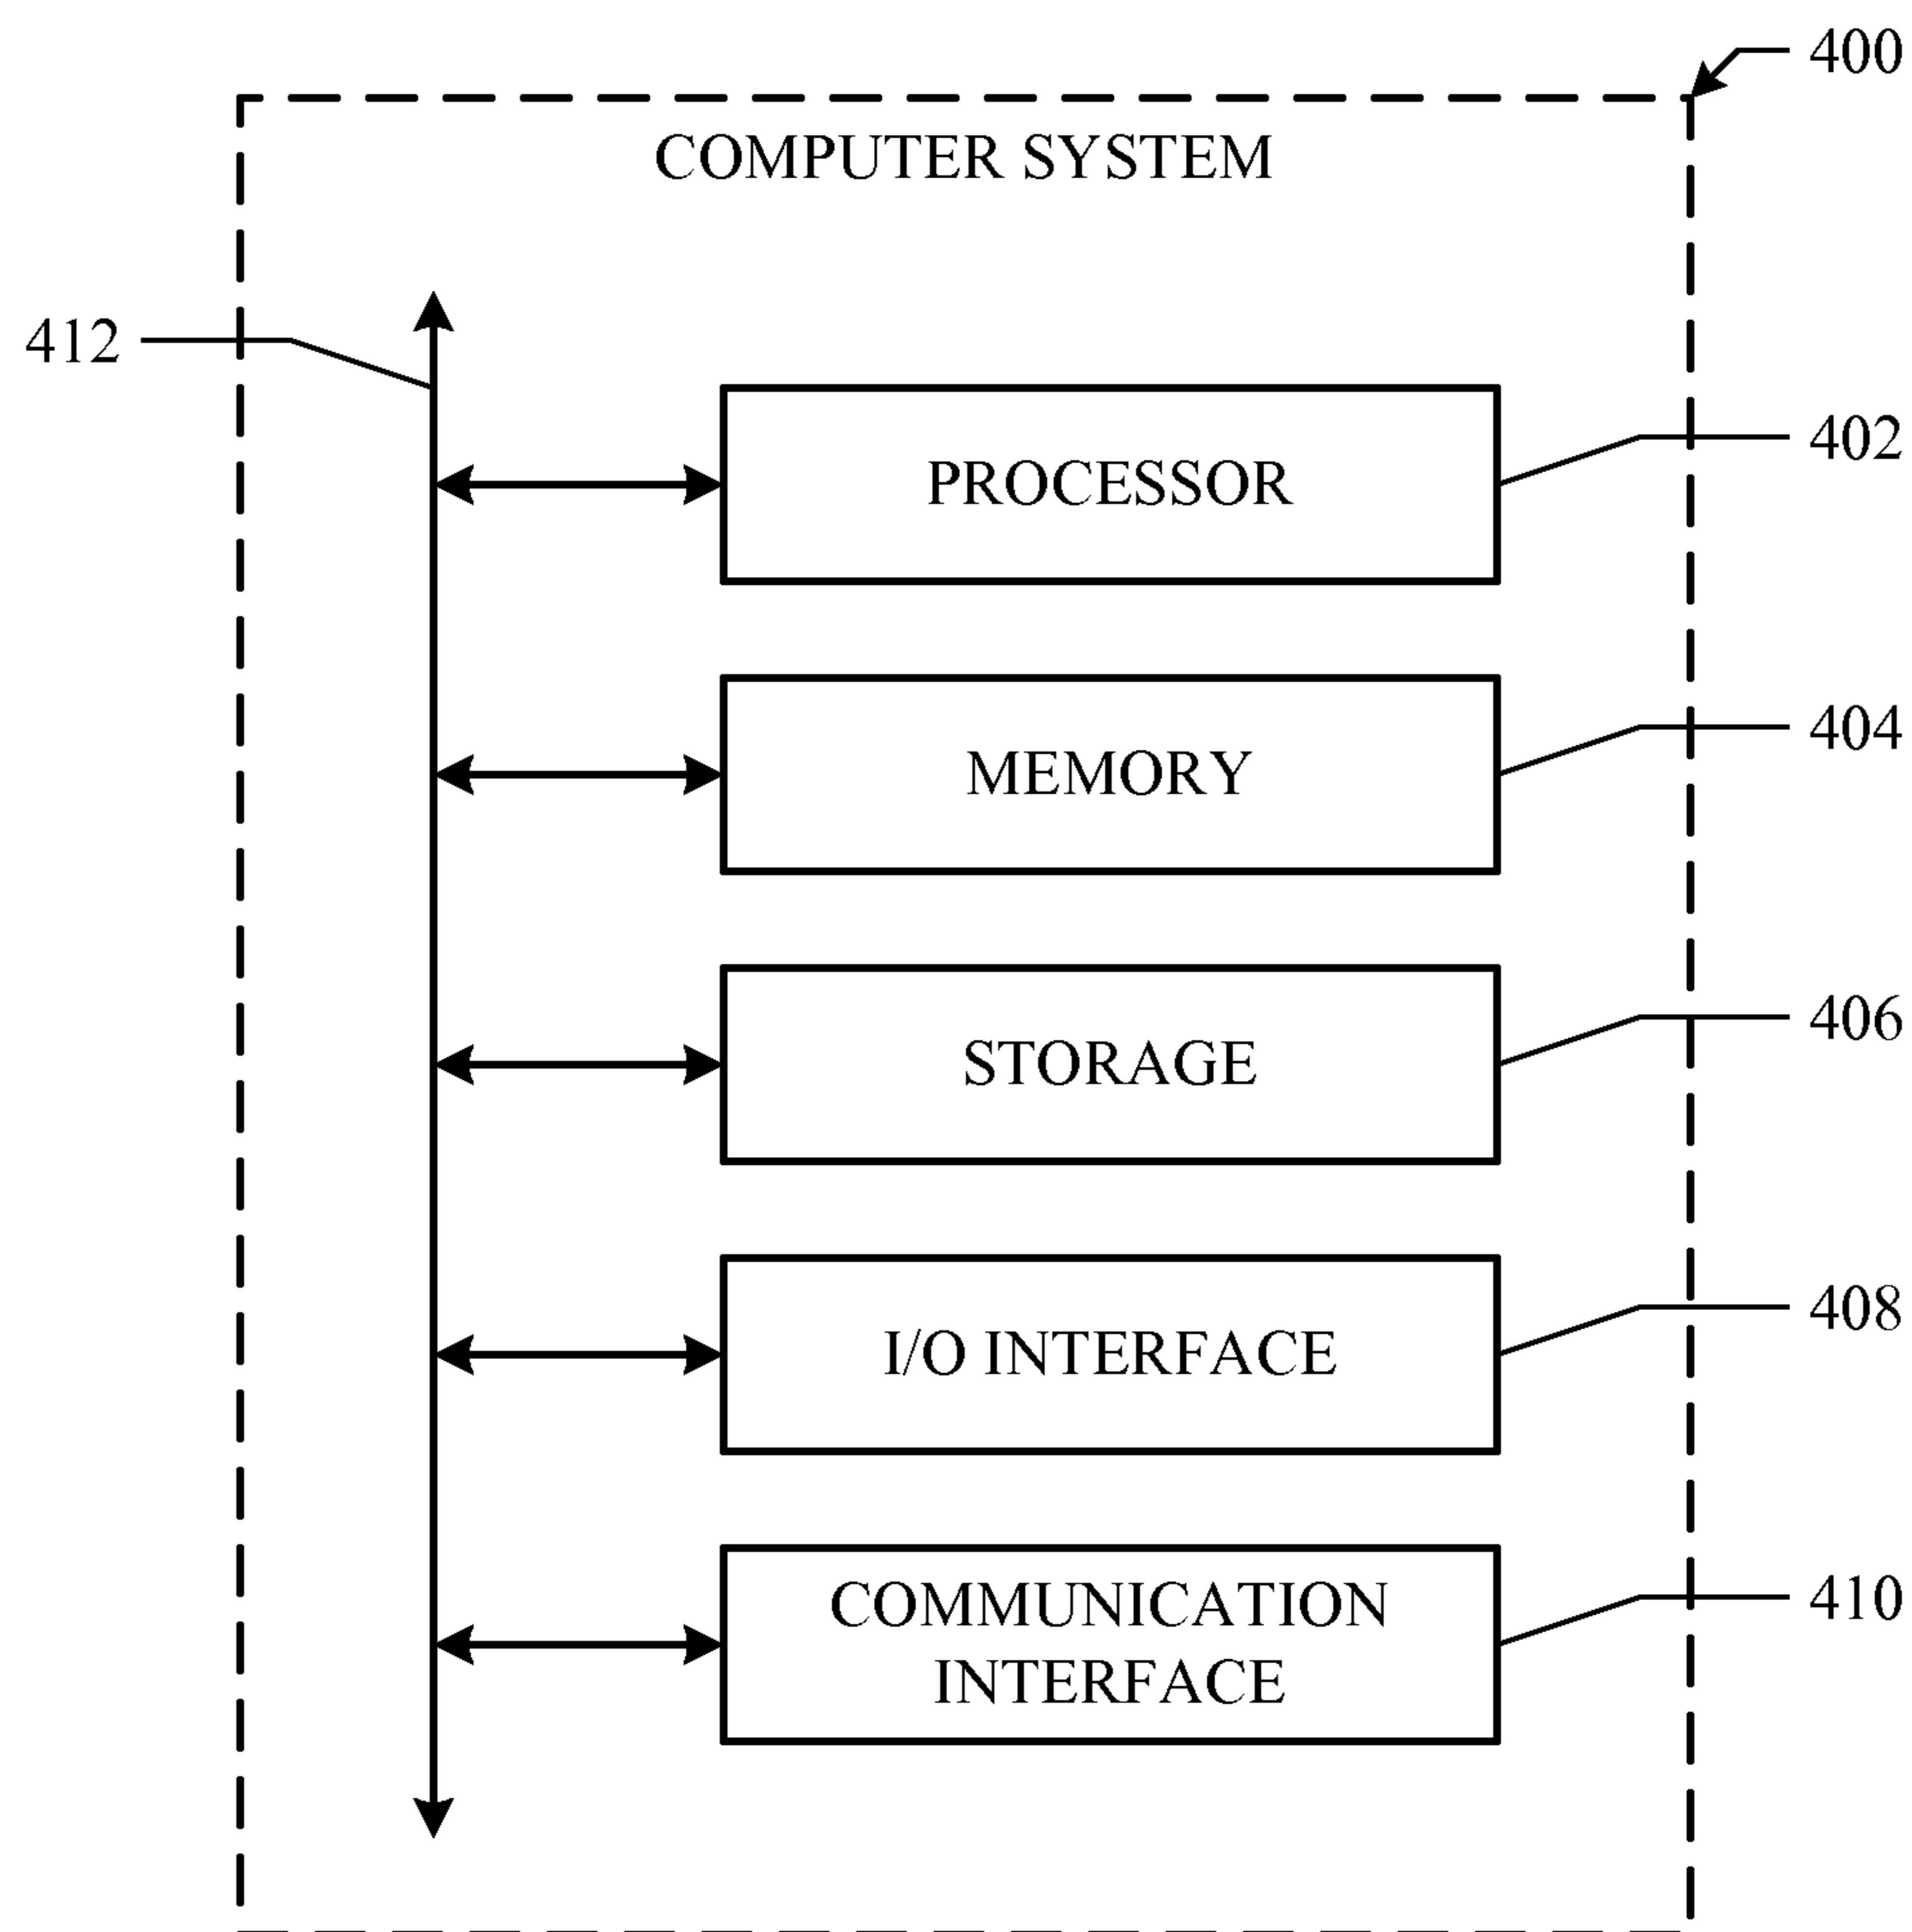 400
COMPUTER SYSTEM
412
PROCESSOR
402
MEMORY
404
STORAGE
406
I/O INTERFACE
408
COMMUNICATION
INTERFACE
410